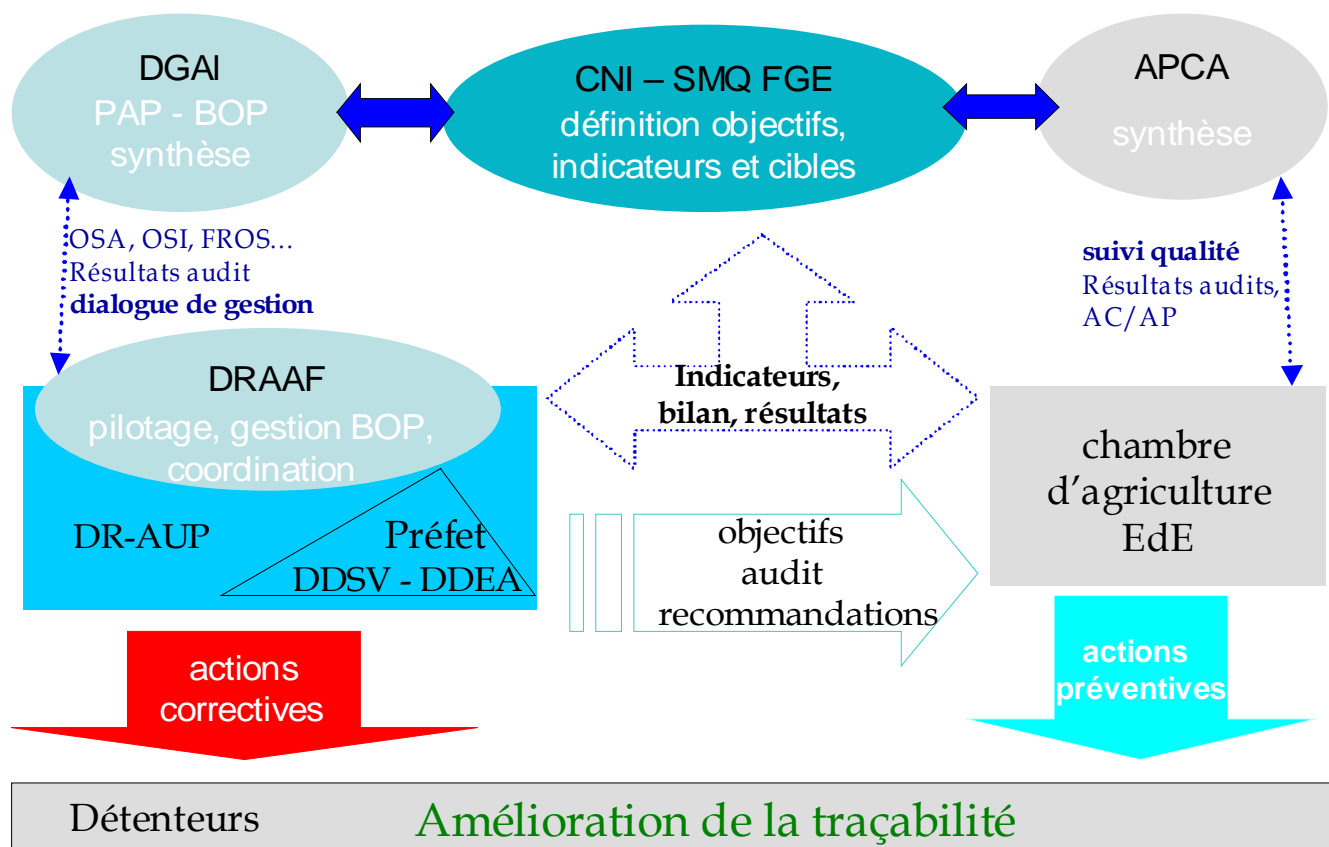 DGAl
PAP - BOP
synthèse
CNI – SMQ FGE
définition objectifs,
indicateurs et cibles
APCA
synthèse
OSA, OSI, FROS...
Résultats audit
dialogue de gestion
suivi qualité
Résultats audits,
AC/AP
DRAAF
pilotage, gestion BOP,
coordination
Indicateurs,
bilan, résultats
chambre
d’agriculture
EdE
DR-AUP
Préfet
DDSV - DDEA
objectifs
audit
recommandations
actions
correctives
actions
préventives
Détenteurs
Amélioration de la traçabilité